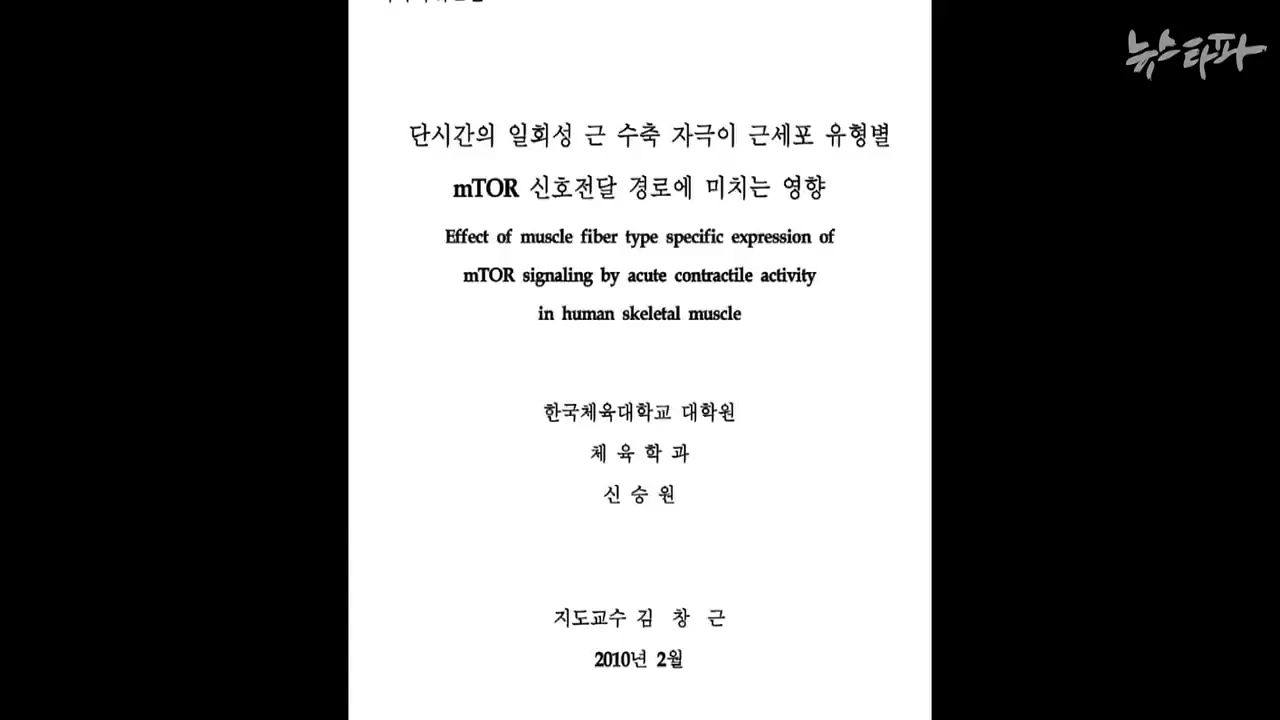 뉴스타파
단시간의 일회성 근 수축 자극이 근세포 유형별
mTOR 신호전달 경로에 미치는 영향
Effect of muscle fiber type specific expression of
mTOR signaling by acute contractile activity
in human skeletal muscle
한국체육대학교 대학원
체 육 학 과
신 승 원
지도교수 김 창 근
2010년 2월